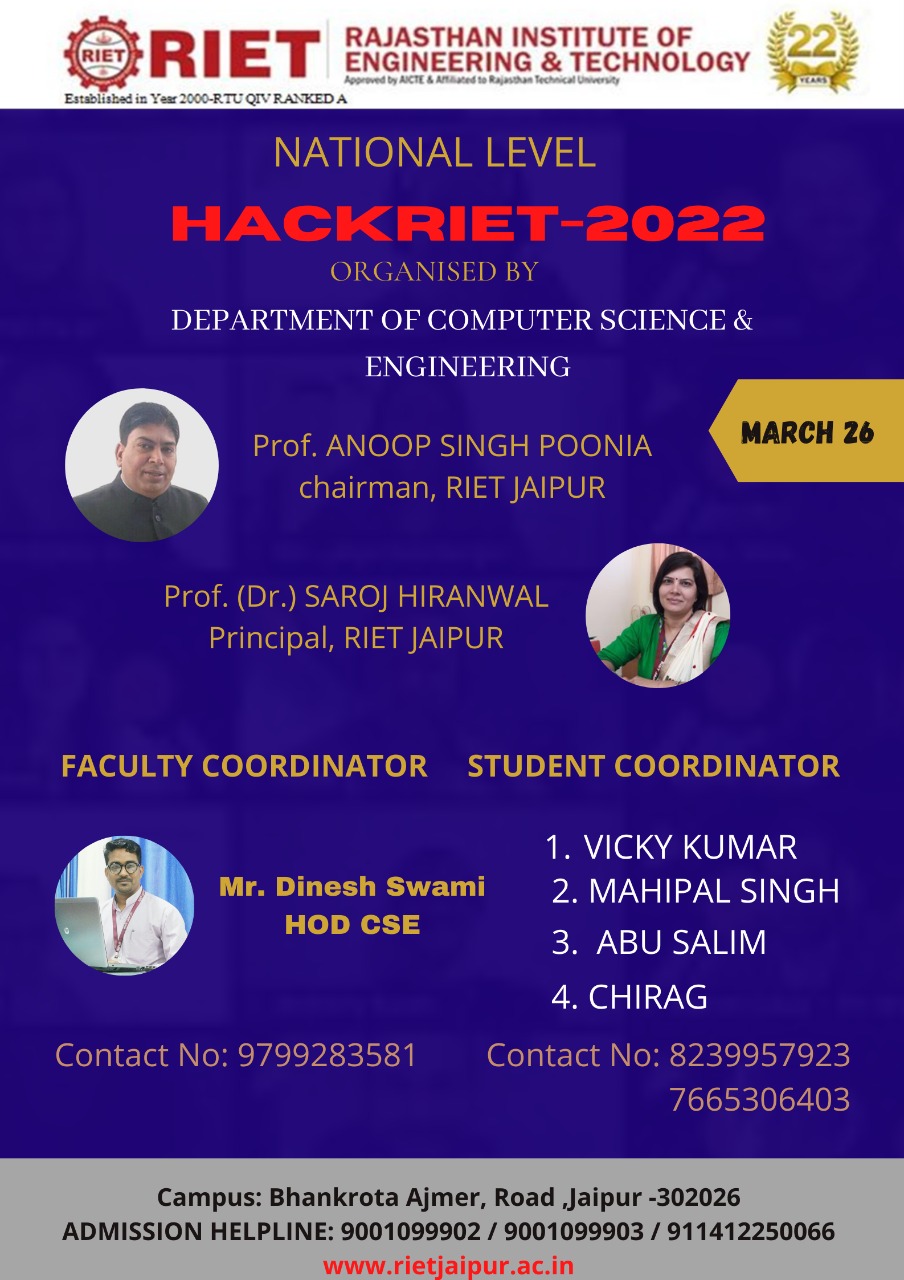 RIET
RIET
RAJASTHAN INSTITUTE OF
ENGINEERING & TECHNOLOGY
Approved by AICTE & Affiliated to Rajasthan Technical University
22
YEARS
Established in Year 2000-RTU QIV RANKED A
NATIONAL LEVEL
HACKRIET-2022
ORGANISED BY
DEPARTMENT OF COMPUTER SCIENCE &
ENGINEERING
MARCH 26
Prof. ANOOP SINGH POONIA
chairman, RIET JAIPUR
Prof. (Dr.) SAROJ HIRANWAL
Principal, RIET JAIPUR
FACULTY COORDINATOR
Mr. Dinesh Swami
HOD CSE
Contact No: 9799283581
STUDENT COORDINATOR
1. VICKY KUMAR
2. MAHIPAL SINGH
3. ABU SALIM
4. CHIRAG
Contact No: 8239957923
7665306403
Campus: Bhankrota Ajmer, Road ,Jaipur -302026
ADMISSION HELPLINE: 9001099902 / 9001099903 / 911412250066
www.rietjaipur.ac.in